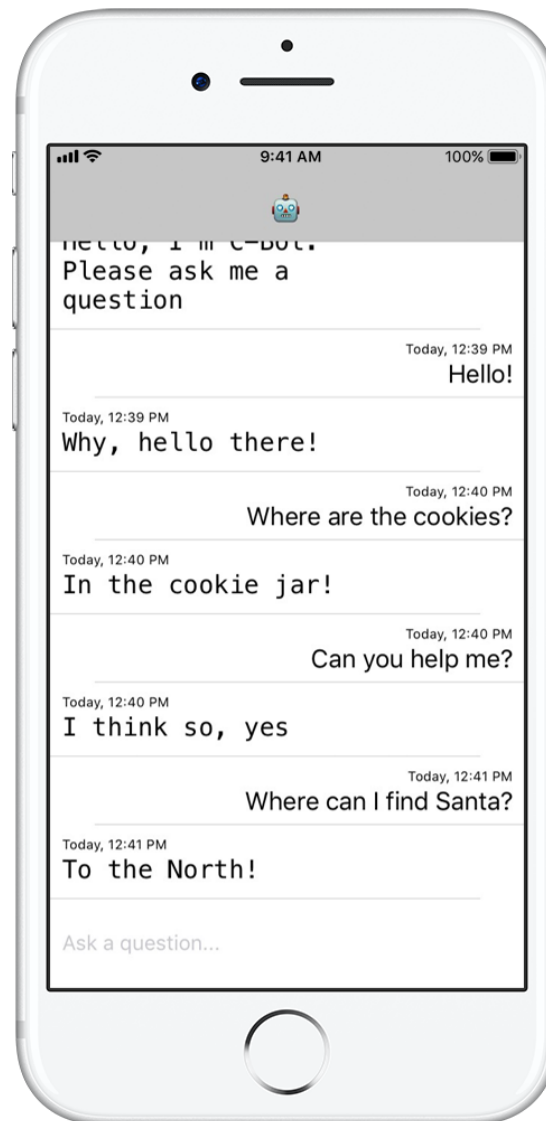 9:41 AM
100%
Hello, I'm C-Bot.
Please ask me a
question
Today, 12:39 PM
Hello!
Today, 12:39 PM
Why, hello there!
Today, 12:40 PM
Where are the cookies?
Today, 12:40 PM
In the cookie jar!
Today, 12:40 PM
Can you help me?
Today, 12:40 PM
I think so, yes
Today, 12:41 PM
Where can I find Santa?
Today, 12:41 PM
To the North!
Ask a question...